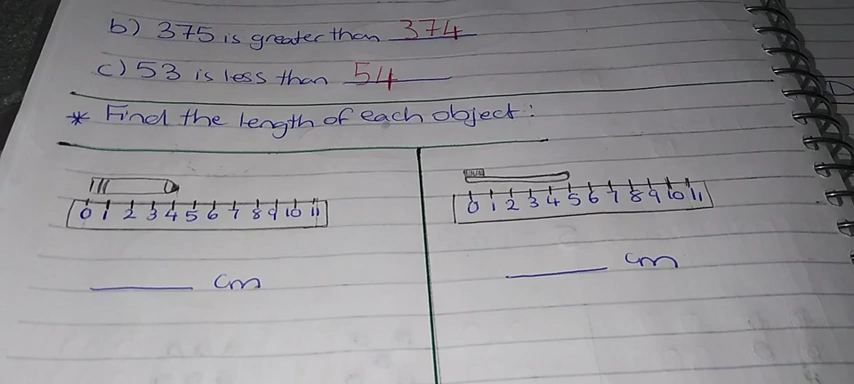 b) 375 is greater than 374
c) 53 is less than 54
* Find the length of each object:
0 1 2 3 4 5 6 7 8 9 10 11
____ cm
0 1 2 3 4 5 6 7 8 9 10 11
____ cm